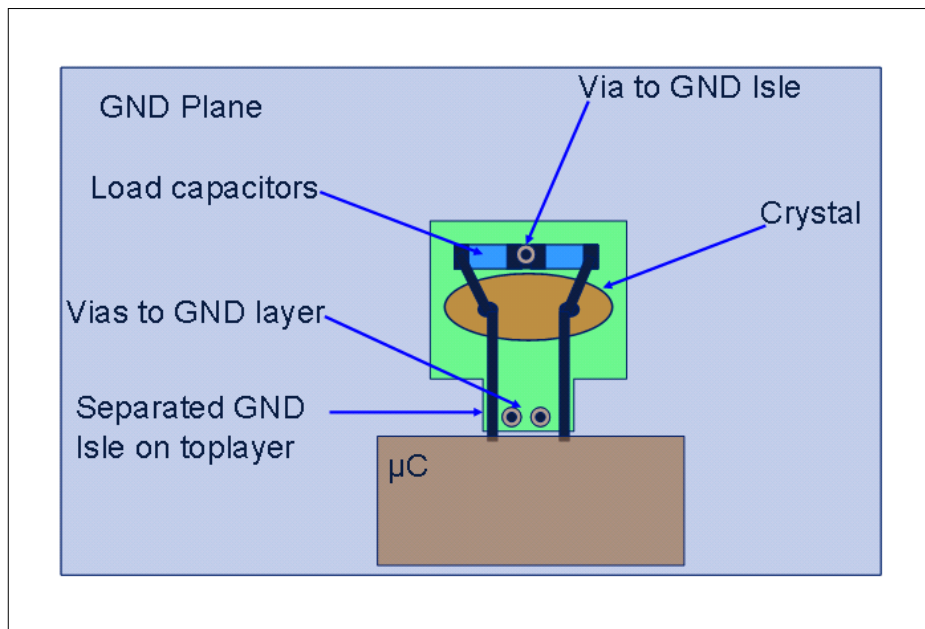 Via to GND Isle
GND Plane
Load capacitors
Crystal
Vias to GND layer
Separated GND
Isle on toplayer
µC